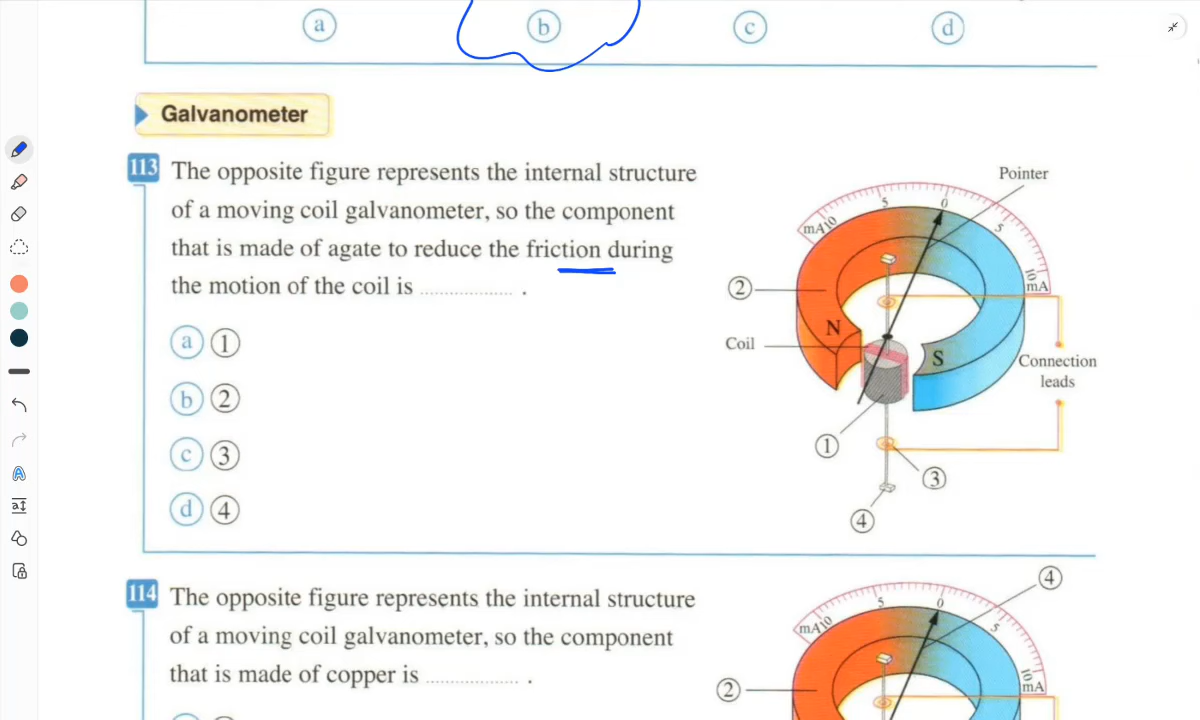 a b c d
Galvanometer
113 The opposite figure represents the internal structure
of a moving coil galvanometer, so the component
that is made of agate to reduce the friction during
the motion of the coil is .................. .
a 1
b 2
c 3
d 4
Pointer
mA 10 5 0 5 10 mA
2
N
S
Coil
Connection
leads
1
3
4
114 The opposite figure represents the internal structure
of a moving coil galvanometer, so the component
that is made of copper is .................. .
4
mA 10 5 0 5 10 mA
2